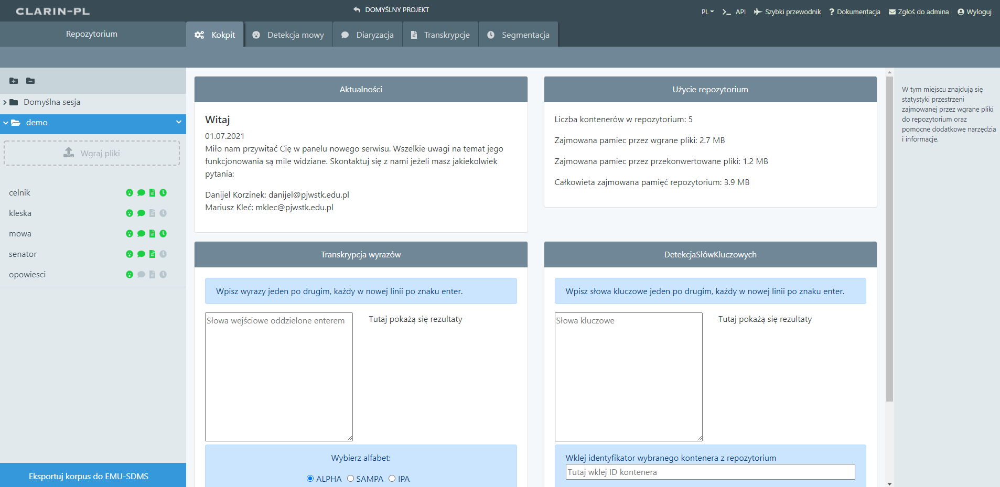 CLARIN-PL
DOMYŚLNY PROJEKT
PL
API
Szybki przewodnik
? Dokumentacja
Zgłoś do admina
Wyloguj
Repozytorium
Kokpit
Detekcja mowy
Diaryzacja
Transkrypcje
Segmentacja
Domyślna sesja
demo
Wgraj pliki
celnik
kleska
mowa
senator
opowiesci
Eksportuj korpus do EMU-SDMS
Aktualności
Witaj
01.07.2021
Miło nam przywitać Cię w panelu nowego serwisu. Wszelkie uwagi na temat jego
funkcjonowania są mile widziane. Skontaktuj się z nami jeżeli masz jakiekolwiek
pytania:
Danijel Korzinek: danijel@pjwstk.edu.pl
Mariusz Kleć: mklec@pjwstk.edu.pl
Użycie repozytorium
Liczba kontenerów w repozytorium: 5
Zajmowana pamiec przez wgrane pliki: 2.7 MB
Zajmowana pamiec przez przekonwertowane pliki: 1.2 MB
Całkowieta zajmowana pamięć repozytorium: 3.9 MB
Transkrypcja wyrazów
Wpisz wyrazy jeden po drugim, każdy w nowej linii po znaku enter.
Słowa wejściowe oddzielone enterem
Tutaj pokażą się rezultaty
Wybierz alfabet:
ALPHA SAMPA IPA
DetekcjaSłówKluczowych
Wpisz słowa kluczowe jeden po drugim, każdy w nowej linii po znaku enter.
Słowa kluczowe
Tutaj pokażą się rezultaty
Wklej identyfikator wybranego kontenera z repozytorium
Tutaj wklej ID kontenera
W tym miejscu znajdują się
statystyki przestrzeni
zajmowanej przez wgrane pliki
do repozytorium oraz
pomocne dodatkowe narzędzia
i informacje.